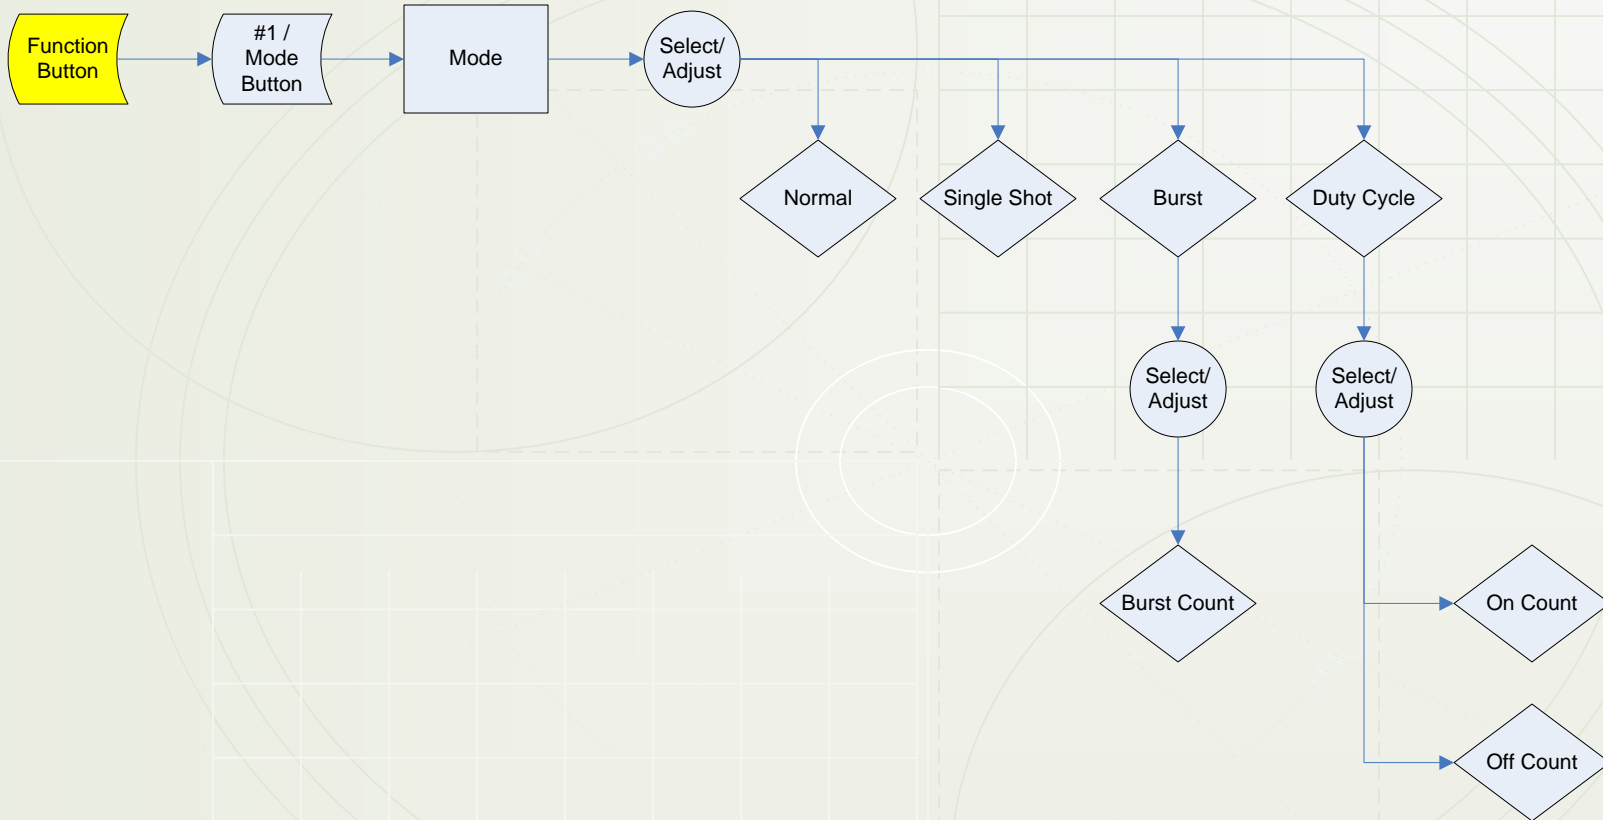 Function
Button
#1 /
Mode
Button
Mode
Select/
Adjust
Normal
Single Shot
Burst
Duty Cycle
Select/
Adjust
Select/
Adjust
Burst Count
On Count
Off Count